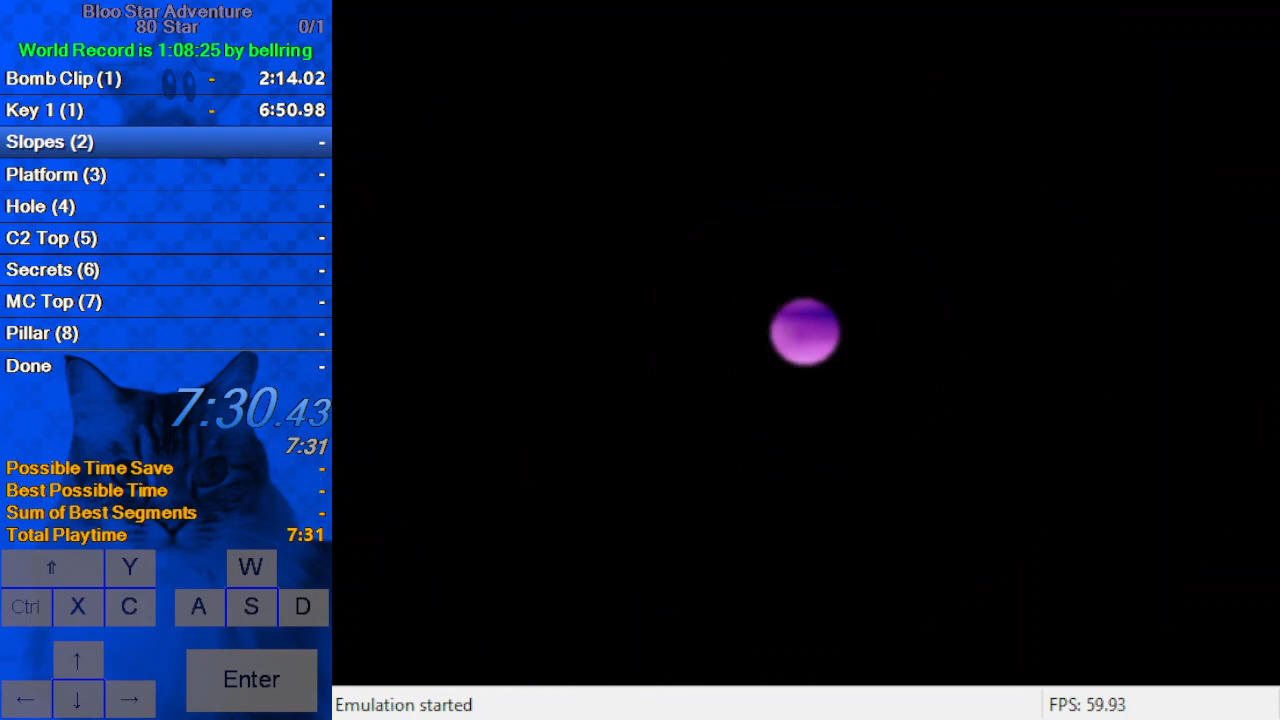 Bloo Star Adventure
80 Star 0/1
World Record is 1:08:25 by bellring
Bomb Clip (1) - 2:14.02
Key 1 (1) - 6:50.98
Slopes (2) -
Platform (3) -
Hole (4) -
C2 Top (5) -
Secrets (6) -
MC Top (7) -
Pillar (8) -
Done -
7:30.43
7:31
Possible Time Save -
Best Possible Time -
Sum of Best Segments -
Total Playtime 7:31
⇑ Y W
Ctrl X C A S D
↑
← ↓ → Enter
Emulation started FPS: 59.93